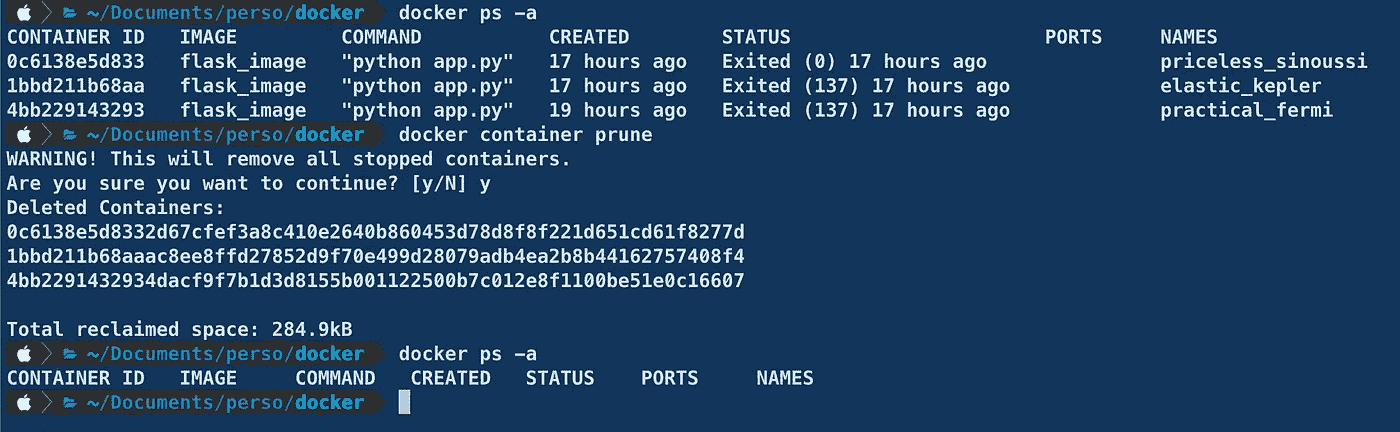 ~/Documents/perso/docker docker ps -a
CONTAINER ID IMAGE COMMAND CREATED STATUS PORTS NAMES
0c6138e5d833 flask_image "python app.py" 17 hours ago Exited (0) 17 hours ago priceless_sinoussi
1bbd211b68aa flask_image "python app.py" 17 hours ago Exited (137) 17 hours ago elastic_kepler
4bb229143293 flask_image "python app.py" 19 hours ago Exited (137) 17 hours ago practical_fermi
~/Documents/perso/docker docker container prune
WARNING! This will remove all stopped containers.
Are you sure you want to continue? [y/N] y
Deleted Containers:
0c6138e5d8332d67cfef3a8c410e2640b860453d78d8f8f221d651cd61f8277d
1bbd211b68aaac8ee8ffd27852d9f70e499d28079adb4ea2b8b44162757408f4
4bb2291432934dacf9f7b1d3d8155b001122500b7c012e8f1100be51e0c16607
Total reclaimed space: 284.9kB
~/Documents/perso/docker docker ps -a
CONTAINER ID IMAGE COMMAND CREATED STATUS PORTS NAMES
~/Documents/perso/docker